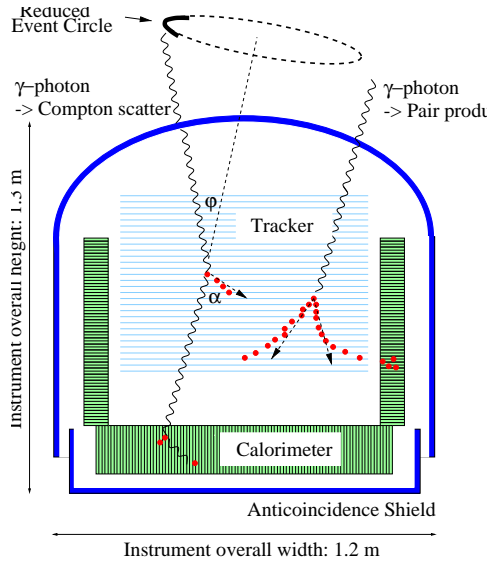 Reduced
Event Circle
γ−photon
-> Compton scatter
γ−photon
-> Pair produ
φ
Tracker
α
Instrument overall height: 1.3 m
Calorimeter
Anticoincidence Shield
Instrument overall width: 1.2 m